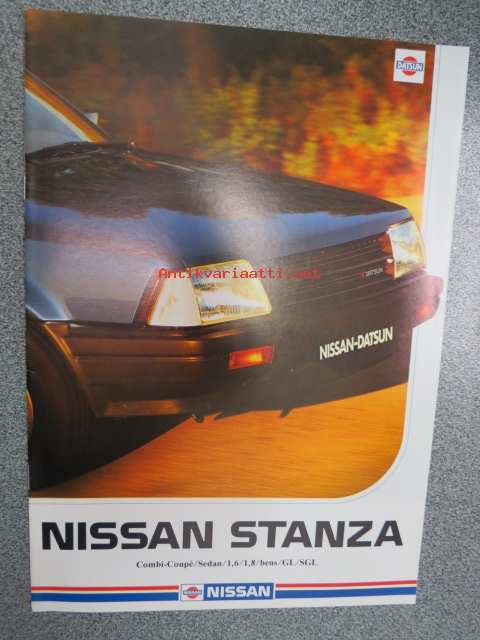 DATSUN
Antikvariaatti.net
DATSUN
NISSAN-DATSUN
NISSAN STANZA
Combi-Coupé/Sedan/1,6/1,8/bens/GL/SGL
NISSAN NISSAN